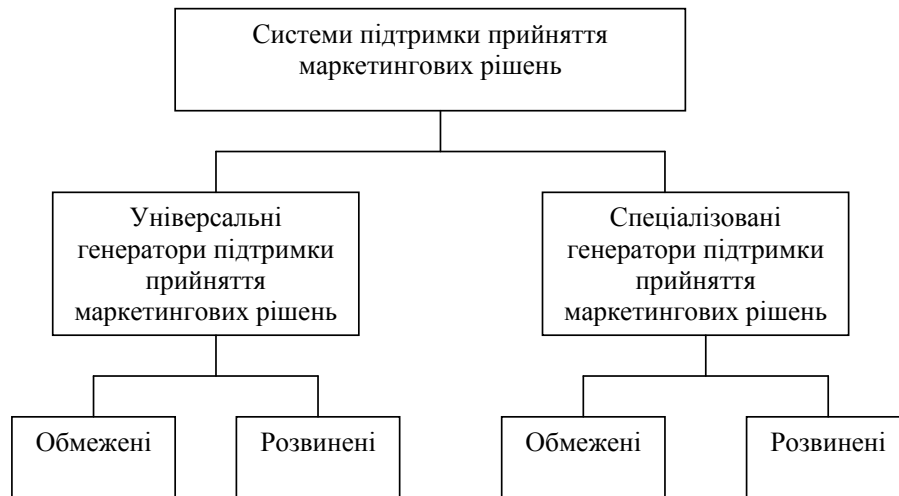 Системи підтримки прийняття
маркетингових рішень
Універсальні
генератори підтримки
прийняття
маркетингових рішень
Спеціалізовані
генератори підтримки
прийняття
маркетингових рішень
Обмежені
Розвинені
Обмежені
Розвинені